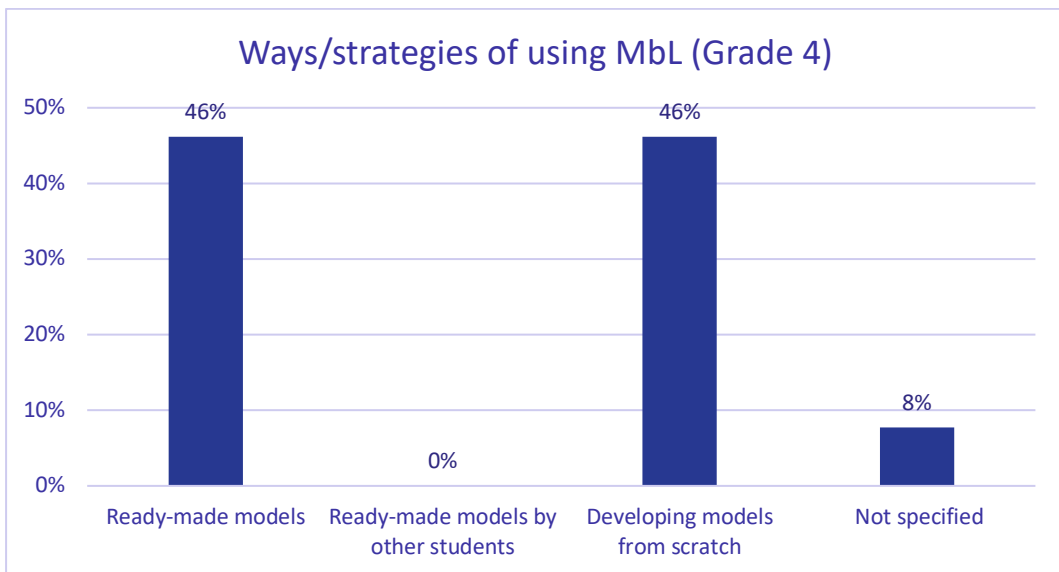 Ways/strategies of using MbL (Grade 4)
50%
40%
30%
20%
10%
0%
46%
0%
46%
8%
Ready-made models
Ready-made models by
other students
Developing models
from scratch
Not specified